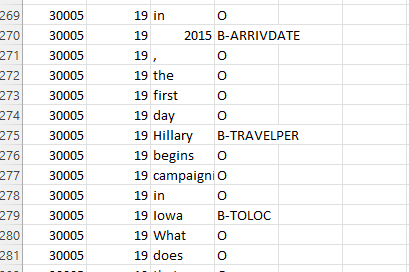 269 30005 19 in O
270 30005 19 2015 B-ARRIVDATE
271 30005 19 , O
272 30005 19 the O
273 30005 19 first O
274 30005 19 day O
275 30005 19 Hillary B-TRAVELPER
276 30005 19 begins O
277 30005 19 campaigni O
278 30005 19 in O
279 30005 19 Iowa B-TOLOC
280 30005 19 What O
281 30005 19 does O